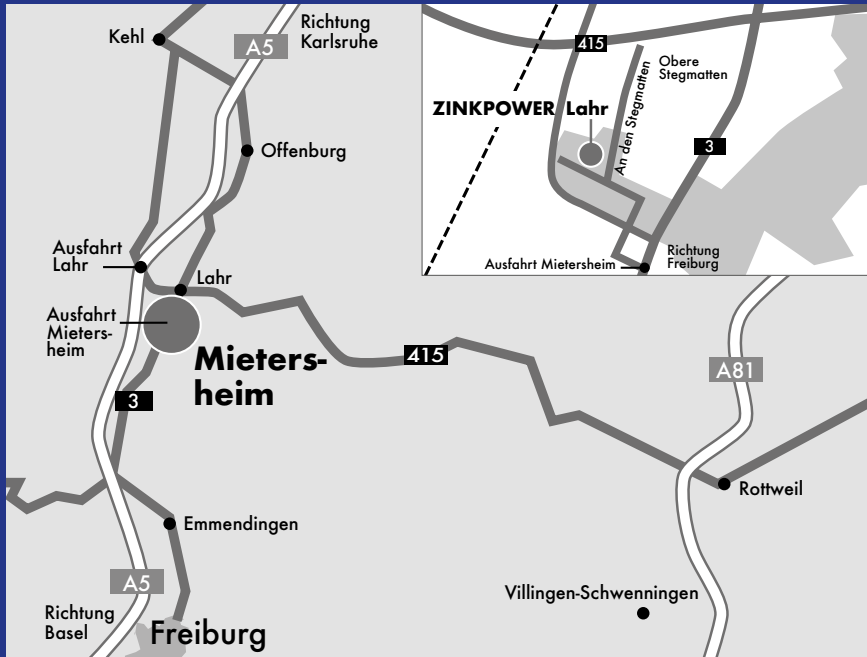 Kehl
A5
Richtung
Karlsruhe
Offenburg
Ausfahrt
Lahr
Lahr
Ausfahrt
Mieters-
heim
Mieters-
heim
415
3
A81
Rottweil
Emmendingen
A5
Richtung
Basel
Freiburg
Villingen-Schwenningen
415
Obere
Stegmatten
An den Stegmatten
ZINKPOWER Lahr
3
Ausfahrt Mietersheim
Richtung
Freiburg